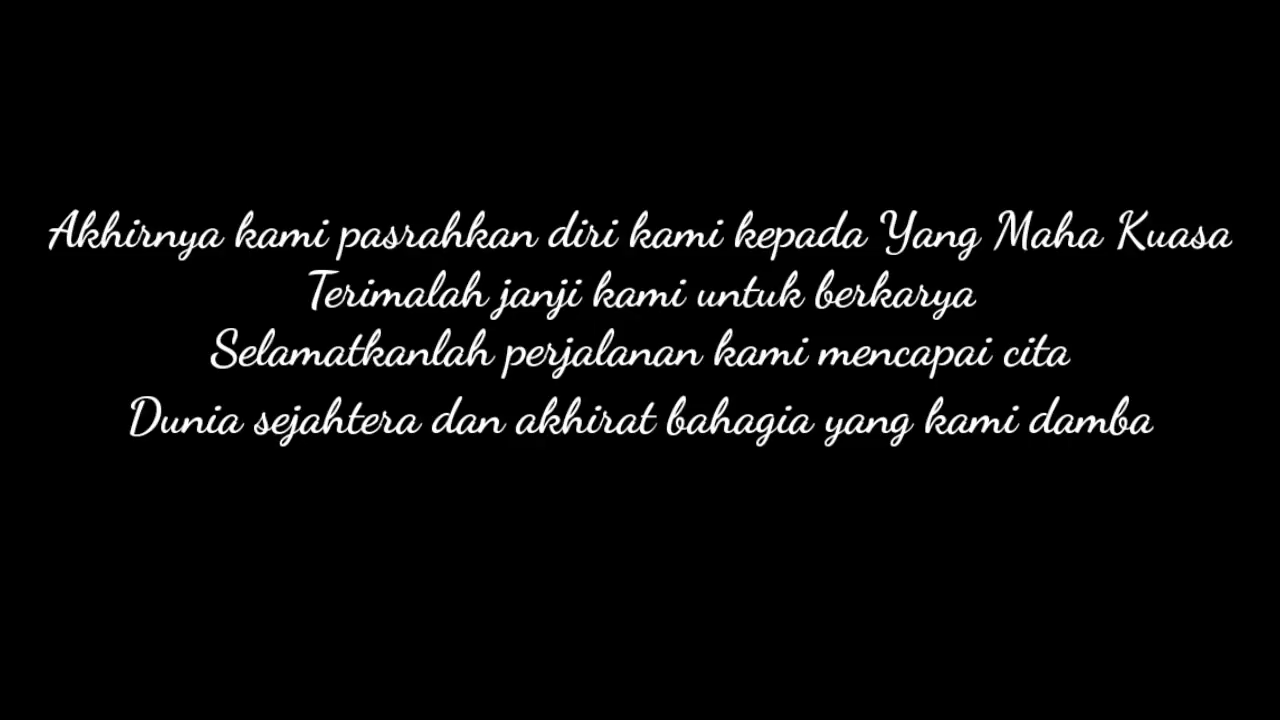 Akhirnya kami pasrahkan diri kami kepada Yang Maha Kuasa
Terimalah janji kami untuk berkarya
Selamatkanlah perjalanan kami mencapai cita
Dunia sejahtera dan akhirat bahagia yang kami damba